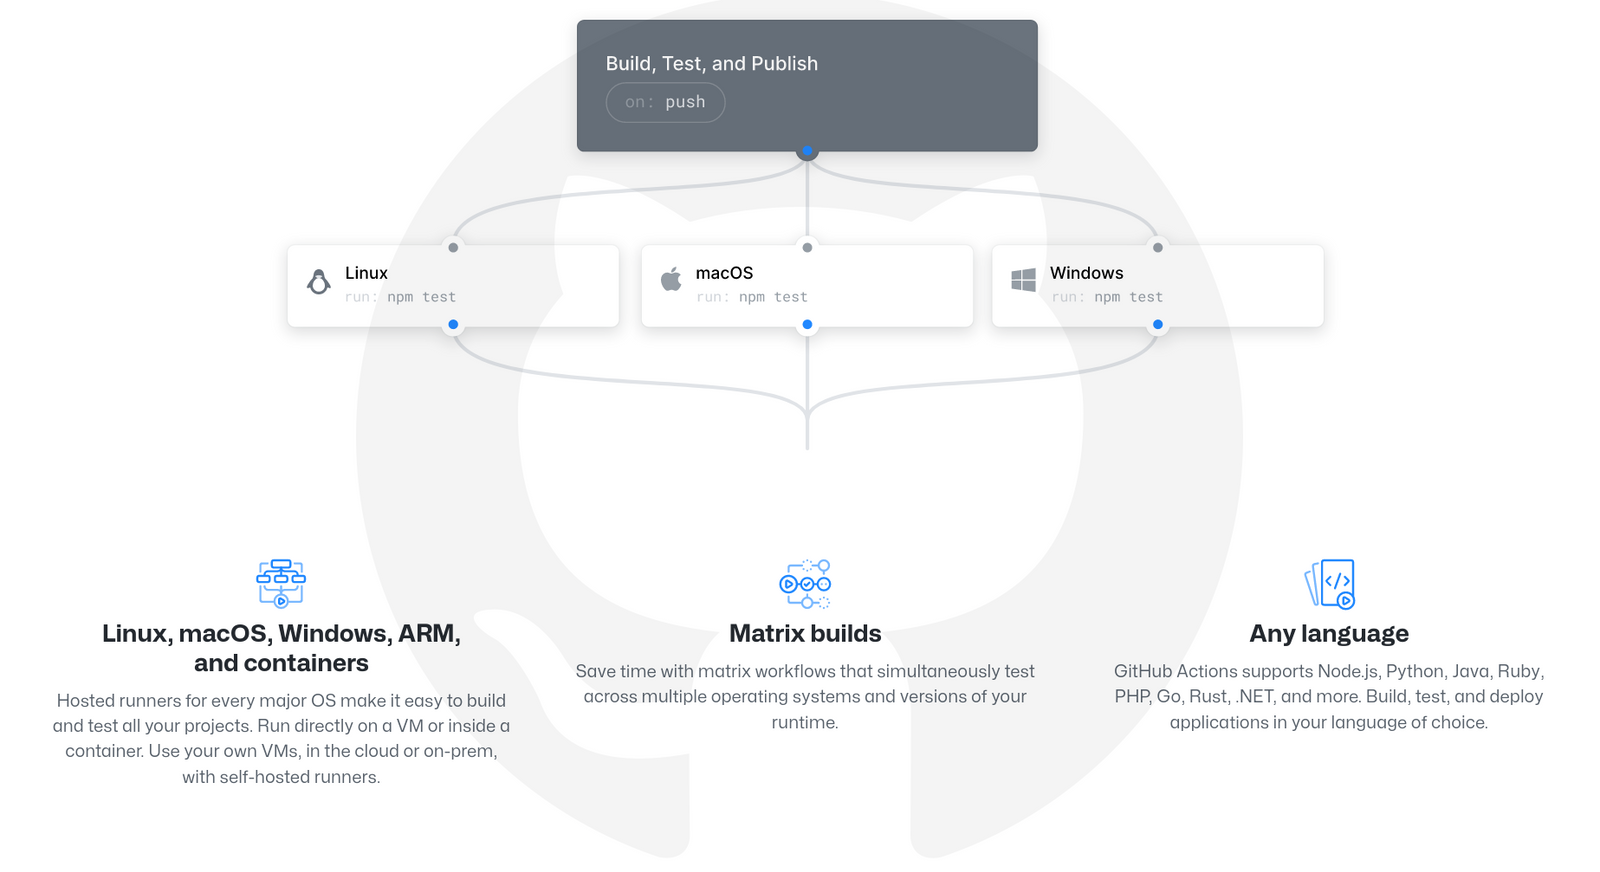 Build, Test, and Publish
on: push
Linux
run: npm test
macOS
run: npm test
Windows
run: npm test
Linux, macOS, Windows, ARM,
and containers
Hosted runners for every major OS make it easy to build
and test all your projects. Run directly on a VM or inside a
container. Use your own VMs, in the cloud or on-prem,
with self-hosted runners.
Matrix builds
Save time with matrix workflows that simultaneously test
across multiple operating systems and versions of your
runtime.
Any language
GitHub Actions supports Node.js, Python, Java, Ruby,
PHP, Go, Rust, .NET, and more. Build, test, and deploy
applications in your language of choice.